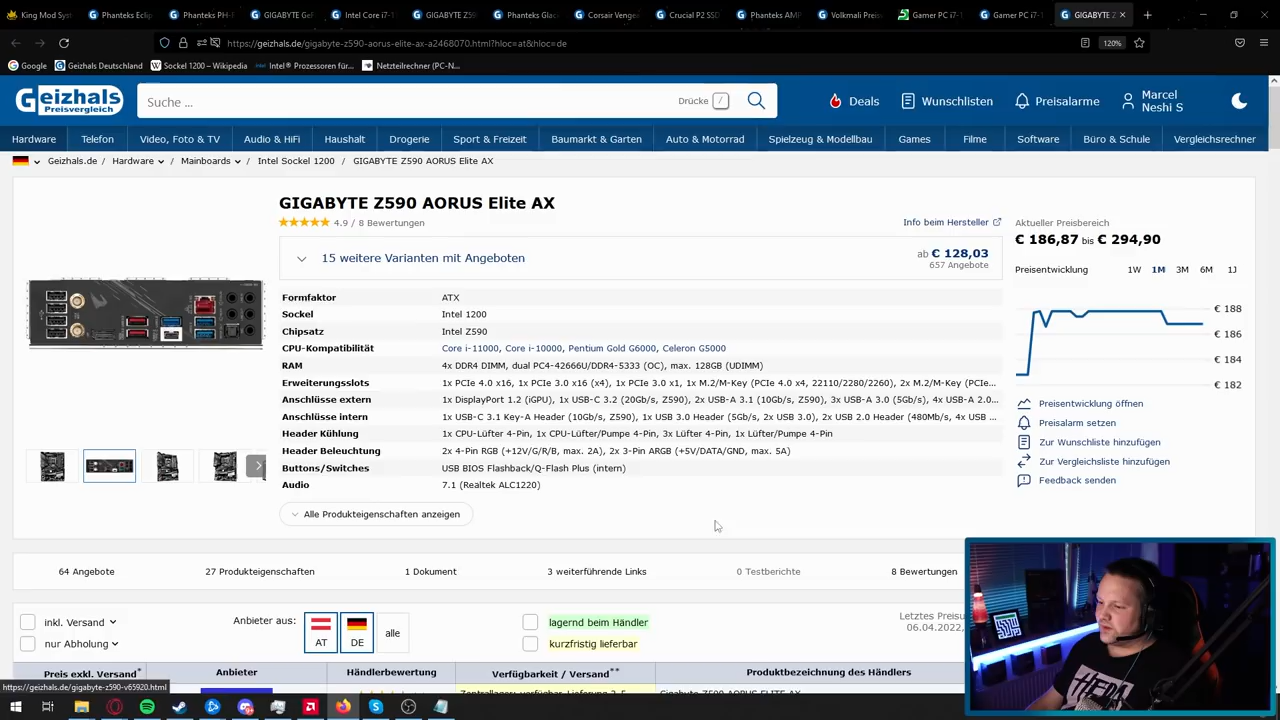 King Mod Sys
Phanteks Eclip
Phanteks PH-
GIGABYTE GeF
Intel Core i7-1
GIGABYTE Z59
Phanteks Glac
Corsair Venge
Crucial P2 SSD
Phanteks AMP
Volkmali Preis
Gamer PC i7-1
Gamer PC i7-
GIGABYTE Z
https://geizhals.de/gigabyte-z590-aorus-elite-ax-a2468070.html?hloc=at&hloc=de
120%
Google
Geizhals Deutschland
Sockel 1200 – Wikipedia
Intel® Prozessoren für...
Netzteilrechner (PC-N...
Geizhals
Preisvergleich
Suche ...
Drücke /
Deals
Wunschlisten
Preisalarme
Marcel
Neshi S
Hardware
Telefon
Video, Foto & TV
Audio & HiFi
Haushalt
Drogerie
Sport & Freizeit
Baumarkt & Garten
Auto & Motorrad
Spielzeug & Modellbau
Games
Filme
Software
Büro & Schule
Vergleichsrechner
Geizhals.de / Hardware / Mainboards / Intel Sockel 1200 / GIGABYTE Z590 AORUS Elite AX
GIGABYTE Z590 AORUS Elite AX
4.9 / 8 Bewertungen
Info beim Hersteller
15 weitere Varianten mit Angeboten
ab € 128,03
657 Angebote
Formfaktor ATX
Sockel Intel 1200
Chipsatz Intel Z590
CPU-Kompatibilität Core i-11000, Core i-10000, Pentium Gold G6000, Celeron G5000
RAM 4x DDR4 DIMM, dual PC4-42666U/DDR4-5333 (OC), max. 128GB (UDIMM)
Erweiterungsslots 1x PCIe 4.0 x16, 1x PCIe 3.0 x16 (x4), 1x PCIe 3.0 x1, 1x M.2/M-Key (PCIe 4.0 x4, 22110/2280/2260), 2x M.2/M-Key (PCIe...
Anschlüsse extern 1x DisplayPort 1.2 (iGPU), 1x USB-C 3.2 (20Gb/s, Z590), 2x USB-A 3.1 (10Gb/s, Z590), 3x USB-A 3.0 (5Gb/s), 4x USB-A 2.0...
Anschlüsse intern 1x USB-C 3.1 Key-A Header (10Gb/s, Z590), 1x USB 3.0 Header (5Gb/s, 2x USB 3.0), 2x USB 2.0 Header (480Mb/s, 4x USB ...
Header Kühlung 1x CPU-Lüfter 4-Pin, 1x CPU-Lüfter/Pumpe 4-Pin, 3x Lüfter 4-Pin, 1x Lüfter/Pumpe 4-Pin
Header Beleuchtung 2x 4-Pin RGB (+12V/G/R/B, max. 2A), 2x 3-Pin ARGB (+5V/DATA/GND, max. 5A)
Buttons/Switches USB BIOS Flashback/Q-Flash Plus (intern)
Audio 7.1 (Realtek ALC1220)
Alle Produkteigenschaften anzeigen
Aktueller Preisbereich
€ 186,87 bis € 294,90
Preisentwicklung 1W 1M 3M 6M 1J
€ 188
€ 186
€ 184
€ 182
Preisentwicklung öffnen
Preisalarm setzen
Zur Wunschliste hinzufügen
Zur Vergleichsliste hinzufügen
Feedback senden
64 Angebote
27 Produkteigenschaften
1 Dokument
3 weiterführende Links
0 Testberichte
8 Bewertungen
inkl. Versand
nur Abholung
Anbieter aus:
AT
DE
alle
lagernd beim Händler
kurzfristig lieferbar
Letztes Preisu
06.04.2022,
Preis exkl. Versand*
Anbieter
Händlerbewertung
Verfügbarkeit / Versand**
Produktbezeichnung des Händlers
Gigabyte Z590 AORUS ELITE AX
https://geizhals.de/gigabyte-z590-v65920.html